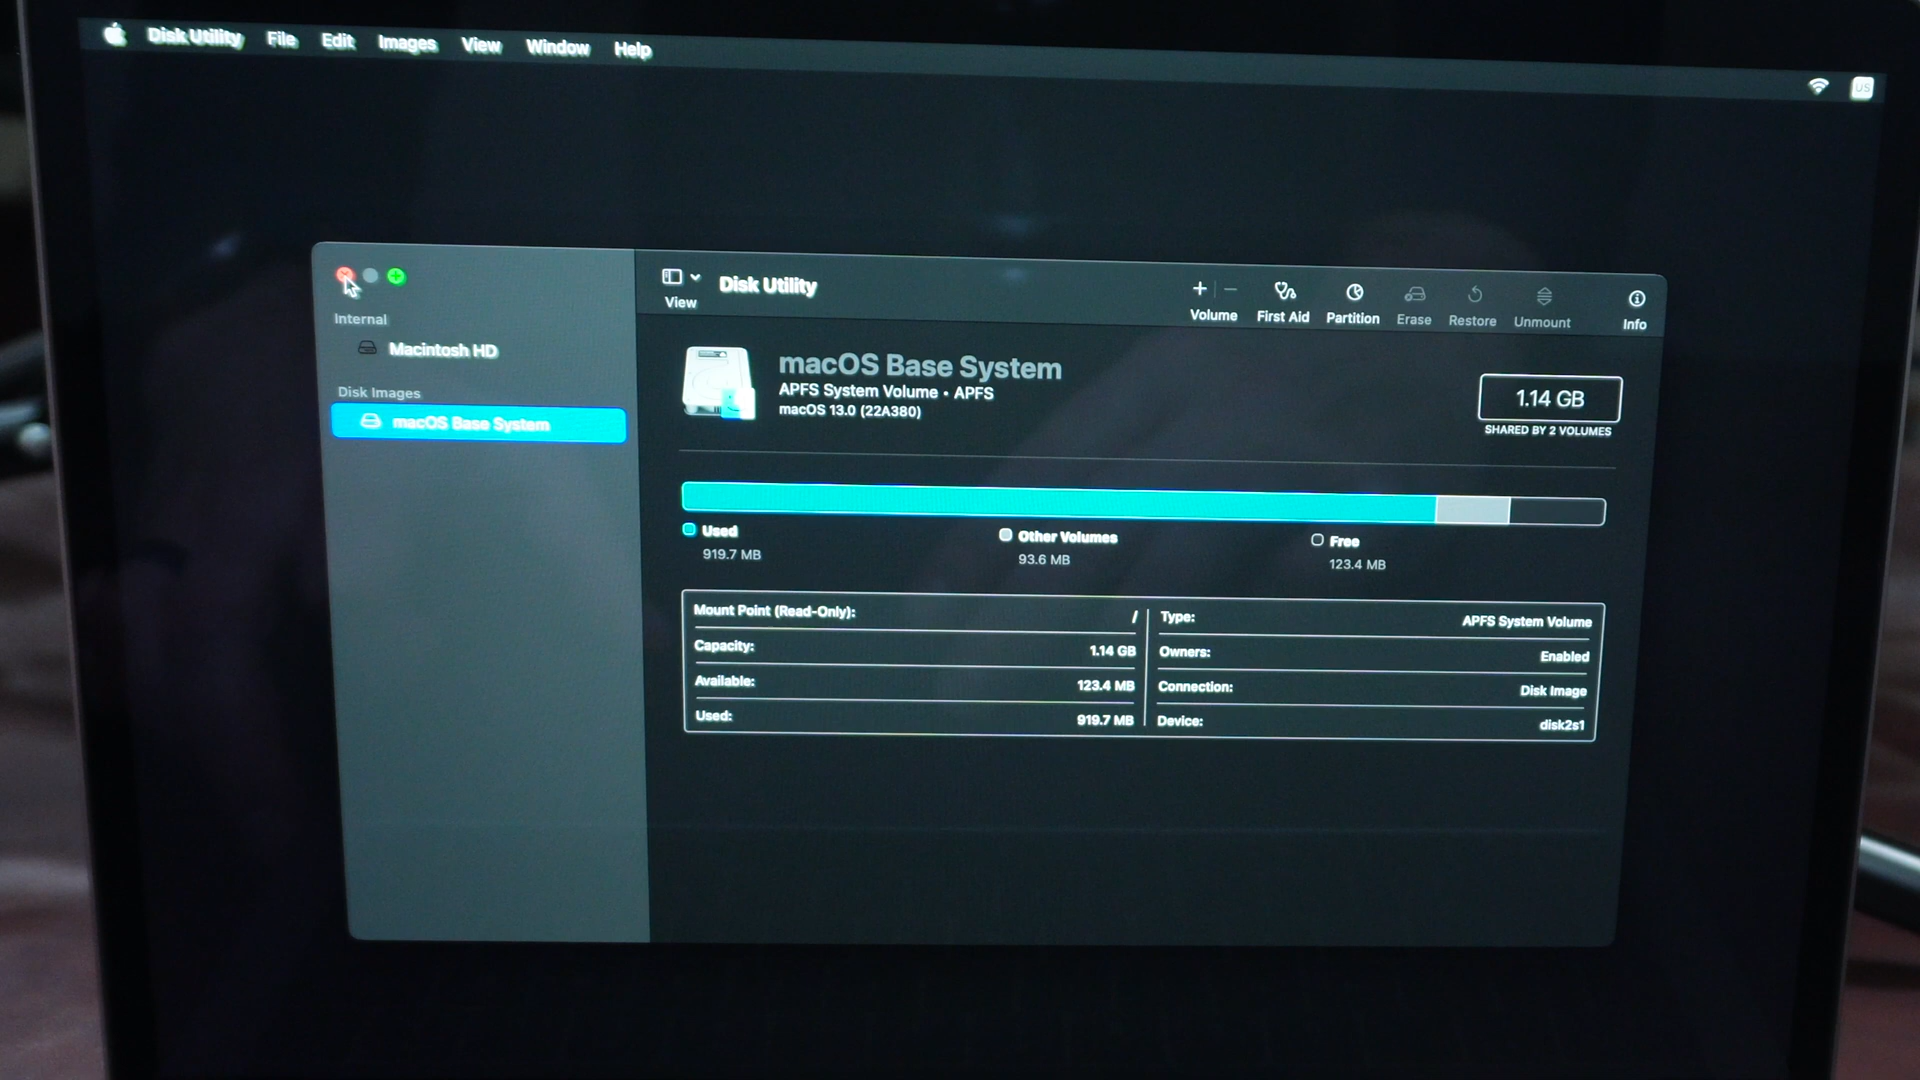 Disk Utility File Edit Images View Window Help
US
Internal
Macintosh HD
Disk Images
macOS Base System
View
Disk Utility
Volume First Aid Partition Erase Restore Unmount Info
macOS Base System
APFS System Volume • APFS
macOS 13.0 (22A380)
1.14 GB
SHARED BY 2 VOLUMES
Used
919.7 MB
Other Volumes
93.6 MB
Free
123.4 MB
Mount Point (Read-Only): /
Capacity: 1.14 GB
Available: 123.4 MB
Used: 919.7 MB
Type: APFS System Volume
Owners: Enabled
Connection: Disk Image
Device: disk2s1